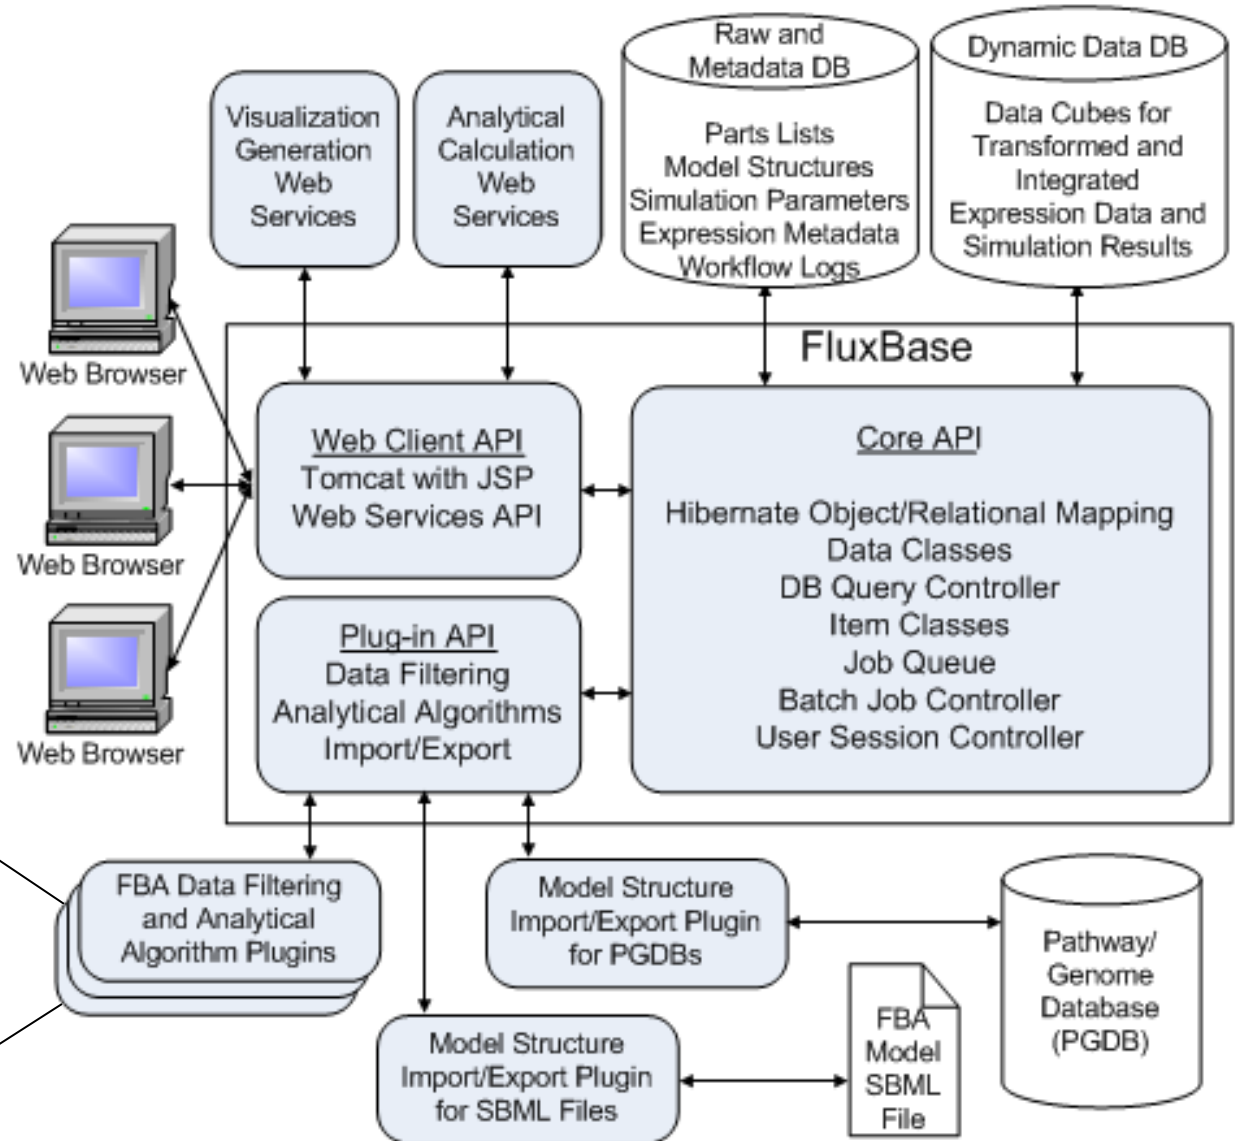 Raw and
Metadata DB
Parts Lists
Model Structures
Simulation Parameters
Expression Metadata
Workflow Logs
Dynamic Data DB
Data Cubes for
Transformed and
Integrated
Expression Data and
Simulation Results
Visualization
Generation
Web
Services
Analytical
Calculation
Web
Services
Web Browser
Web Browser
Web Browser
FluxBase
Web Client API
Tomcat with JSP
Web Services API
Core API
Hibernate Object/Relational Mapping
Data Classes
DB Query Controller
Item Classes
Job Queue
Batch Job Controller
User Session Controller
Plug-in API
Data Filtering
Analytical Algorithms
Import/Export
FBA Data Filtering
and Analytical
Algorithm Plugins
Model Structure
Import/Export Plugin
for PGDBs
Pathway/
Genome
Database
(PGDB)
Model Structure
Import/Export Plugin
for SBML Files
FBA
Model
SBML
File